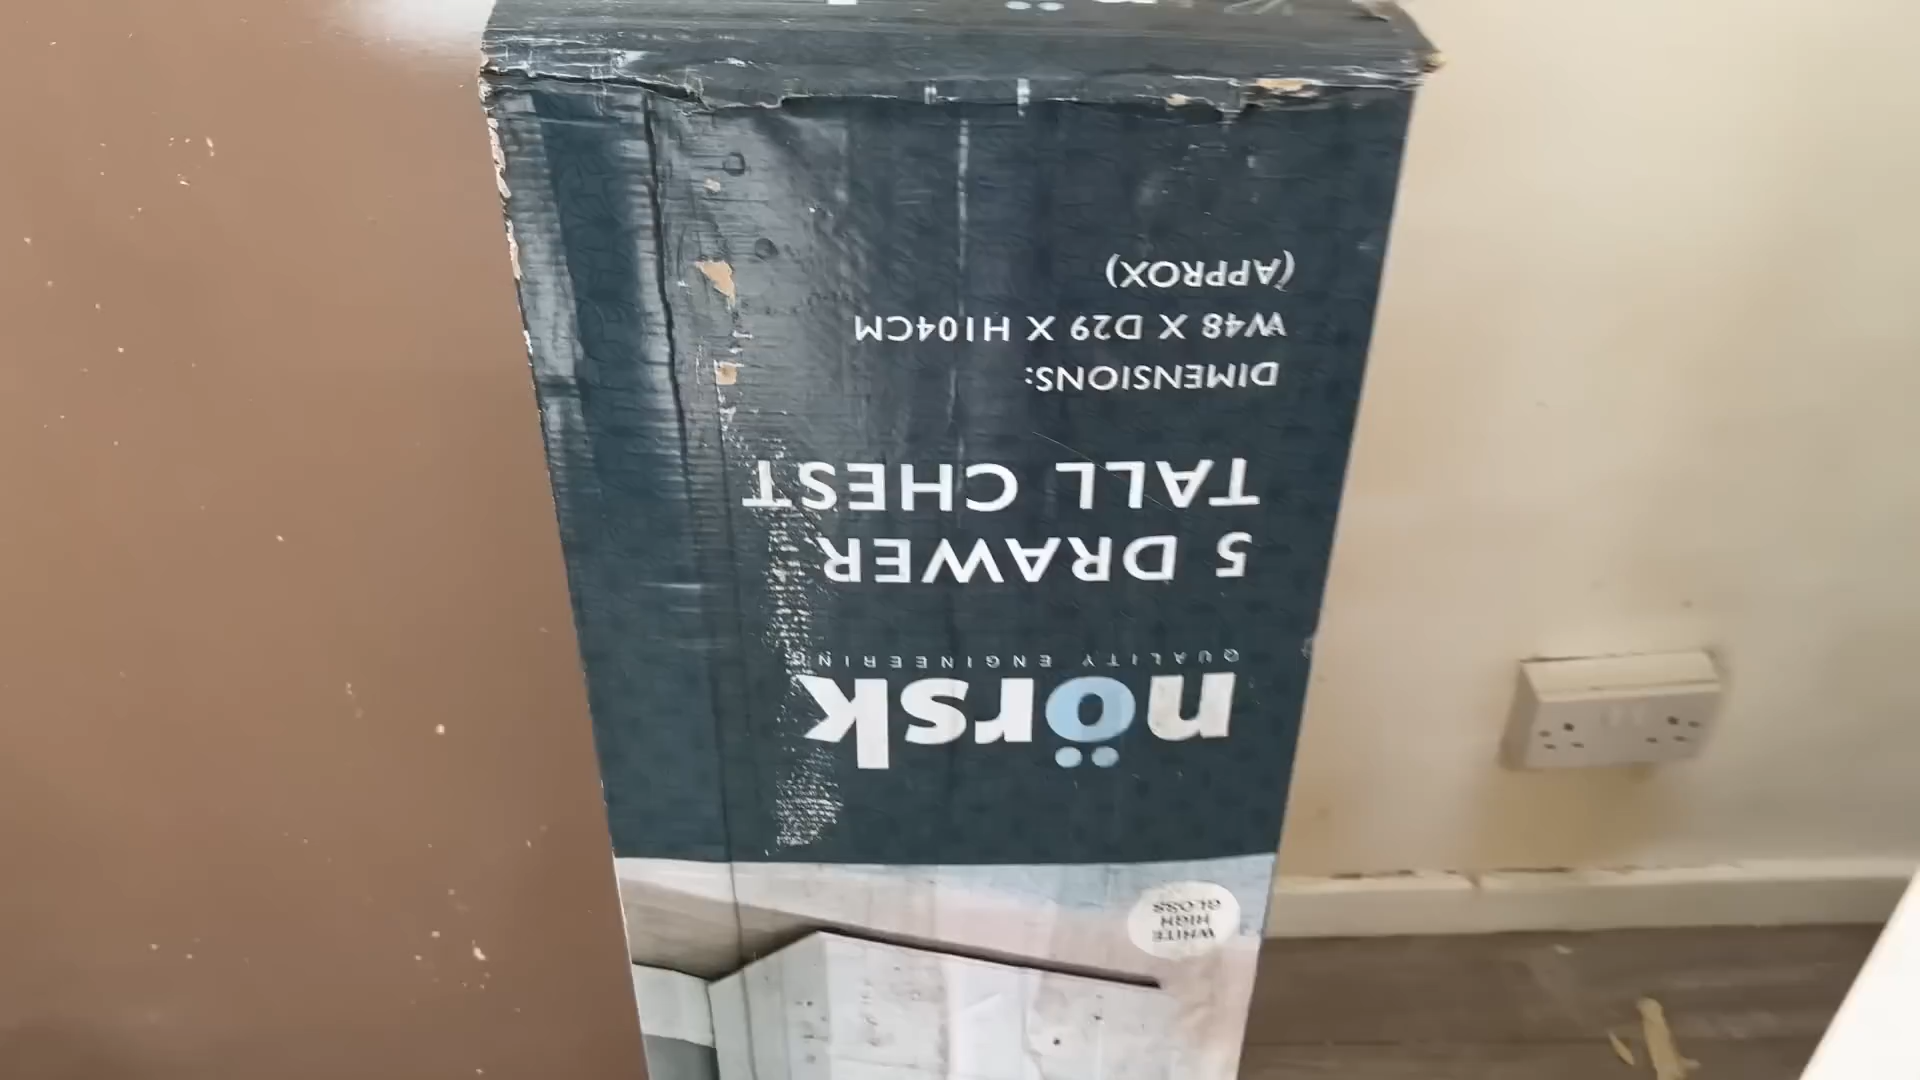 nörsk
QUALITY ENGINEERING
5 DRAWER
TALL CHEST
DIMENSIONS:
W48 X D29 X H104CM
(APPROX)
WHITE
HIGH
GLOSS